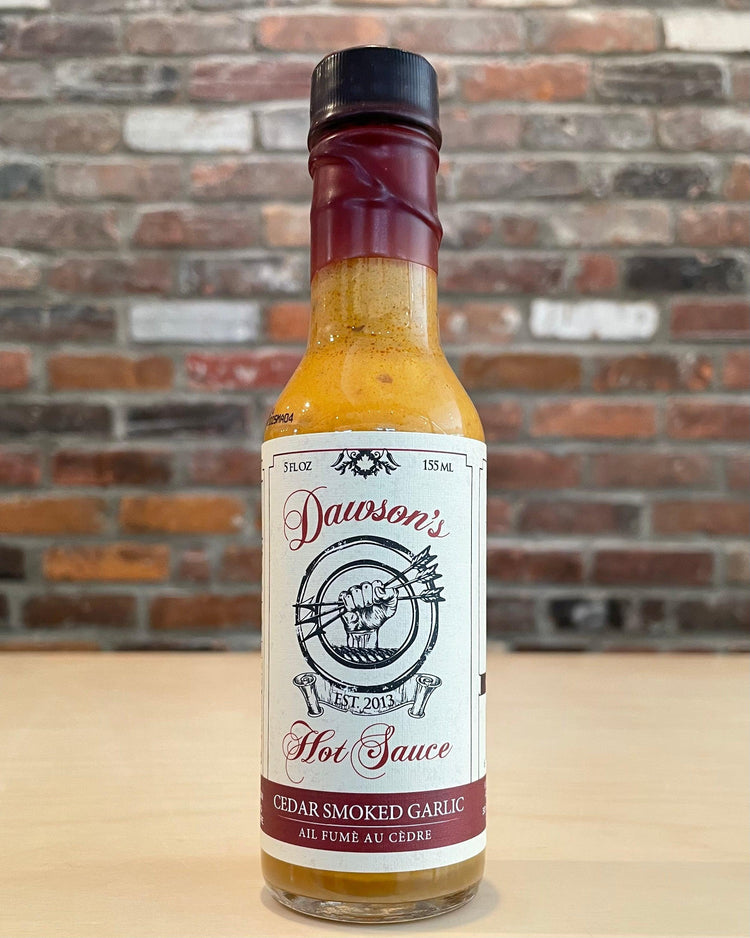 5 FL OZ 155 ML
Dawson's
EST. 2013
Hot Sauce
CEDAR SMOKED GARLIC
AIL FUMÈ AU CÈDRE